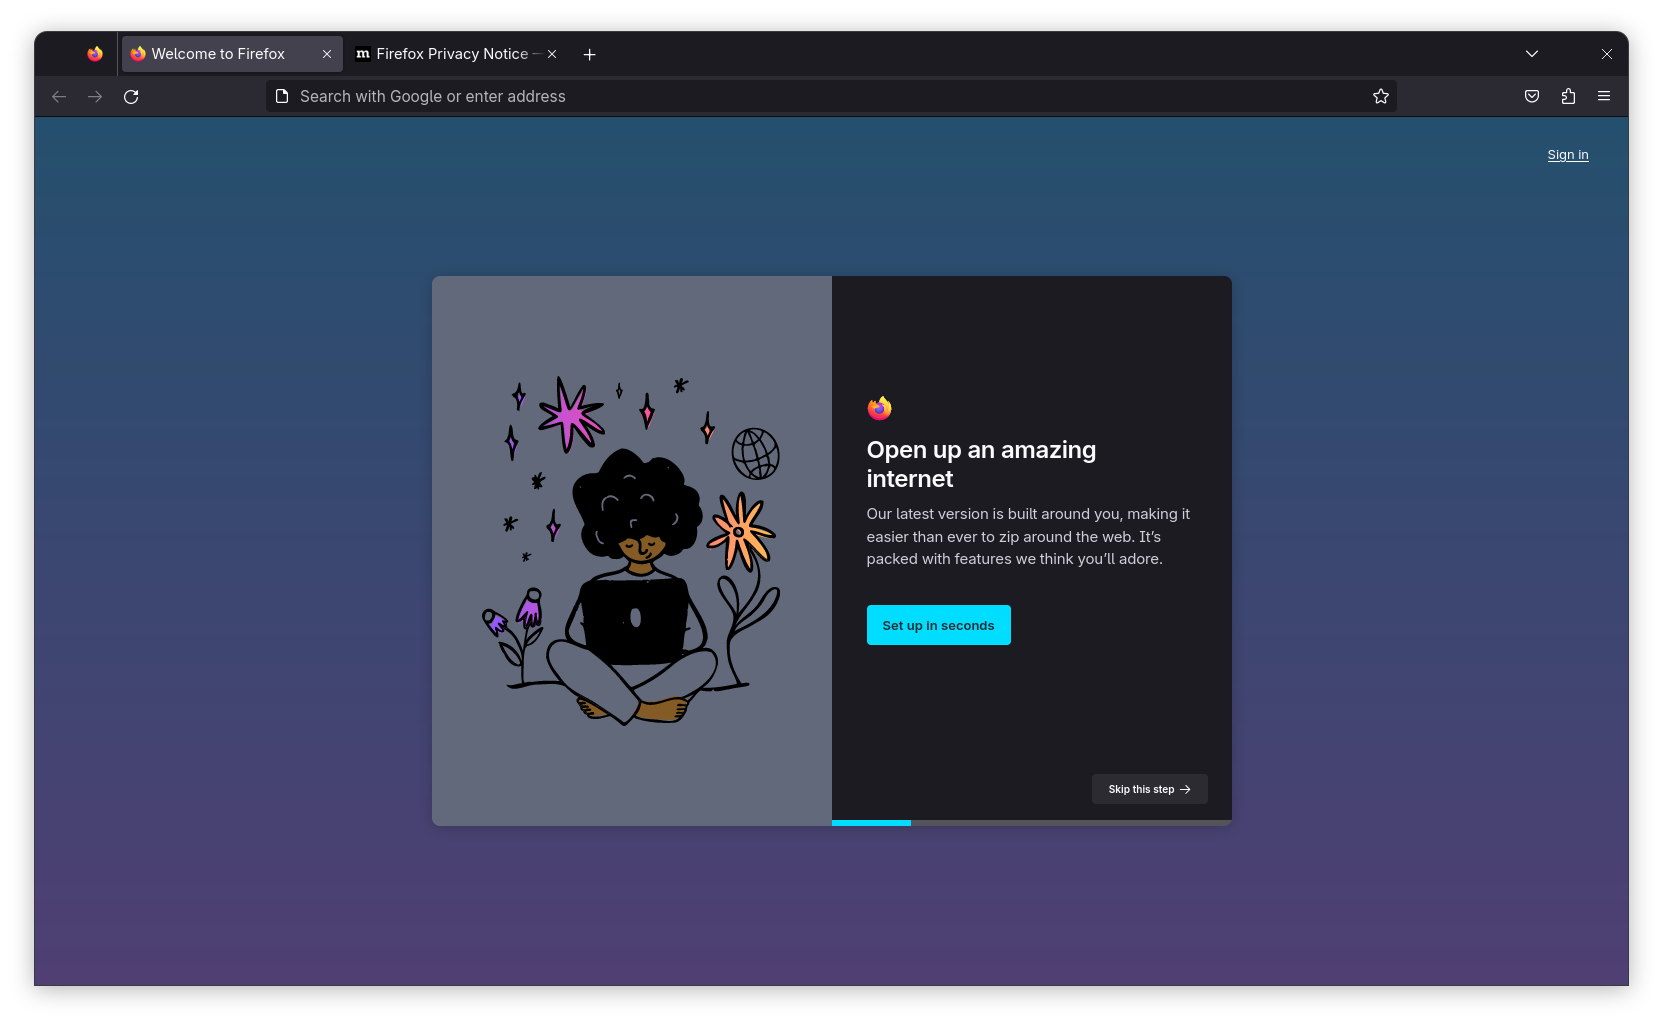 Welcome to Firefox
m Firefox Privacy Notice —
Search with Google or enter address
Sign in
Open up an amazing
internet
Our latest version is built around you, making it
easier than ever to zip around the web. It’s
packed with features we think you’ll adore.
Set up in seconds
Skip this step